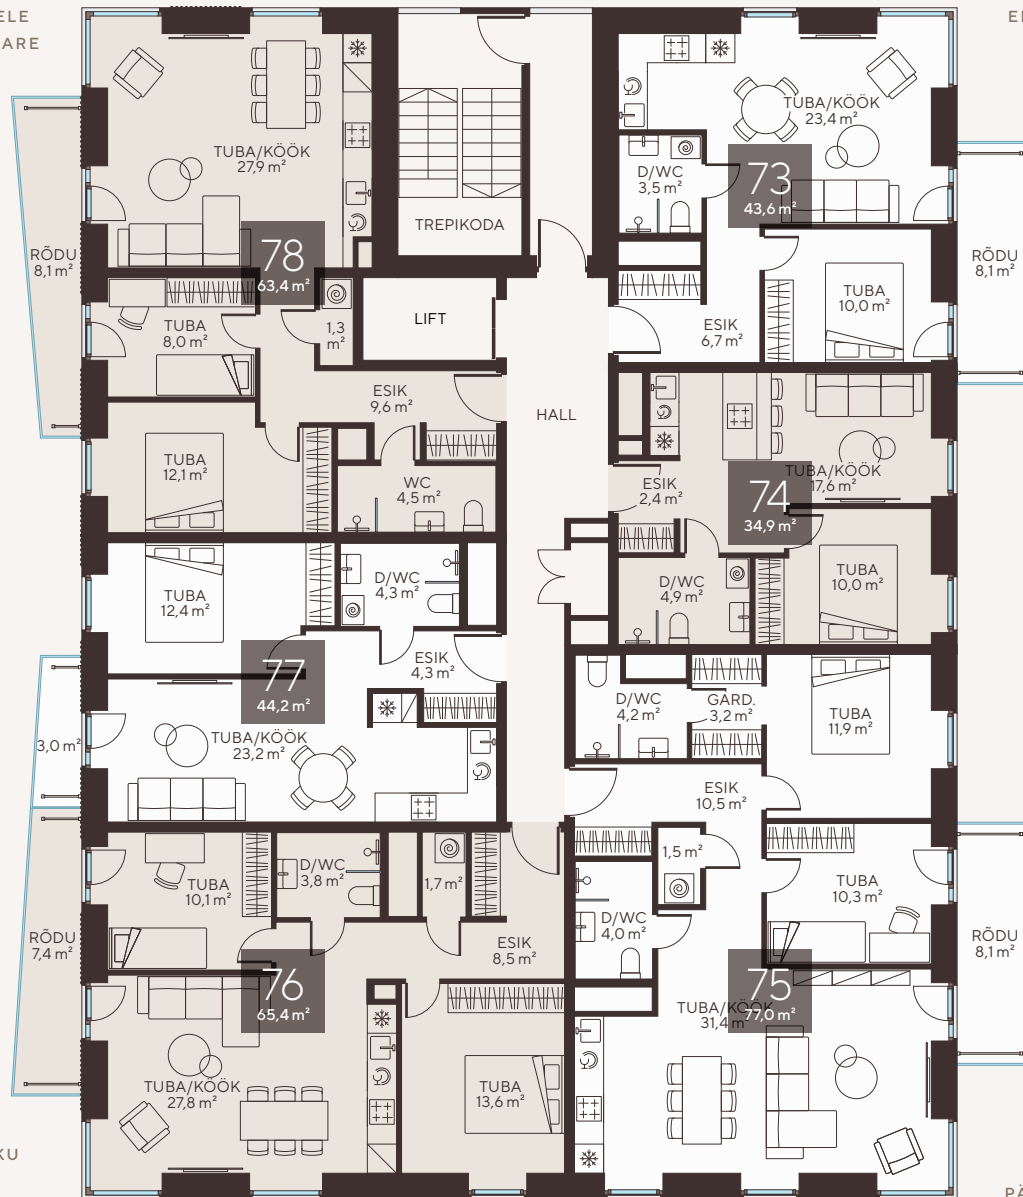 ELE
ARE
TUBA/KÖÖK
27,9 m²
TREPIKODA
TUBA/KÖÖK
23,4 m²
D/WC
3,5 m²
73
43,6 m²
RÕDU
8,1 m²
78
63,4 m²
RÕDU
8,1 m²
TUBA
10,0 m²
TUBA
8,0 m²
1,3
m²
LIFT
ESIK
6,7 m²
ESIK
9,6 m²
HALL
TUBA
12,1 m²
WC
4,5 m²
ESIK
2,4 m²
TUBA/KÖÖK
17,6 m²
74
34,9 m²
TUBA
12,4 m²
D/WC
4,3 m²
D/WC
4,9 m²
TUBA
10,0 m²
ESIK
4,3 m²
77
44,2 m²
D/WC
4,2 m²
GARD.
3,2 m²
TUBA
11,9 m²
3,0 m²
TUBA/KÖÖK
23,2 m²
ESIK
10,5 m²
D/WC
3,8 m²
1,7 m²
1,5 m²
TUBA
10,1 m²
TUBA
10,3 m²
RÕDU
7,4 m²
ESIK
8,5 m²
D/WC
4,0 m²
RÕDU
8,1 m²
76
65,4 m²
75
77,0 m²
TUBA/KÖÖK
31,4 m²
TUBA/KÖÖK
27,8 m²
TUBA
13,6 m²
KU